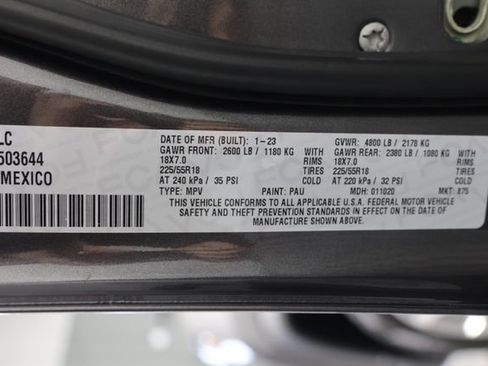 LC
503644
MEXICO
DATE OF MFR (BUILT): 1-23 GVWR: 4800 LB/ 2178 KG
GAWR FRONT: 2600 LB / 1180 KG WITH GAWR REAR: 2380 LB/ 1080 KG
18X7.0 RIMS 18X7.0
225/55R18 TIRES 225/55R18
AT 240 kPa / 35 PSI COLD AT 220 kPa / 32 PSI
WITH
RIMS
TIRES
COLD
TYPE: MPV PAINT: PAU MDH: 011020 MKT: 875
THIS VEHICLE CONFORMS TO ALL APPLICABLE U.S.A. FEDERAL MOTOR VEHICLE
SAFETY AND THEFT PREVENTION STANDARDS IN EFFECT ON THE DATE OF
MANUFACTURE SHOWN ABOVE.